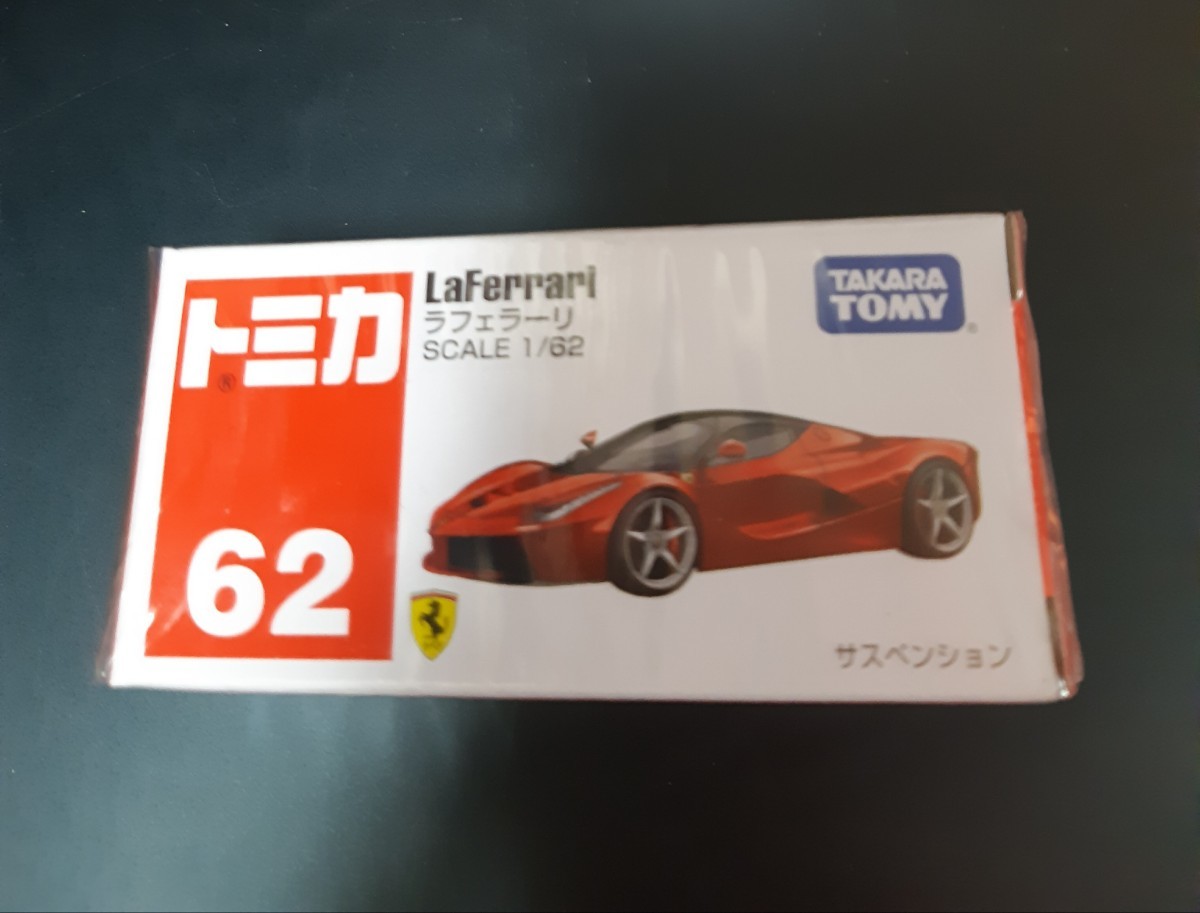 トミカ
®
62
LaFerrari
ラフェラーリ
SCALE 1/62
TAKARA
TOMY
®
サスペンション